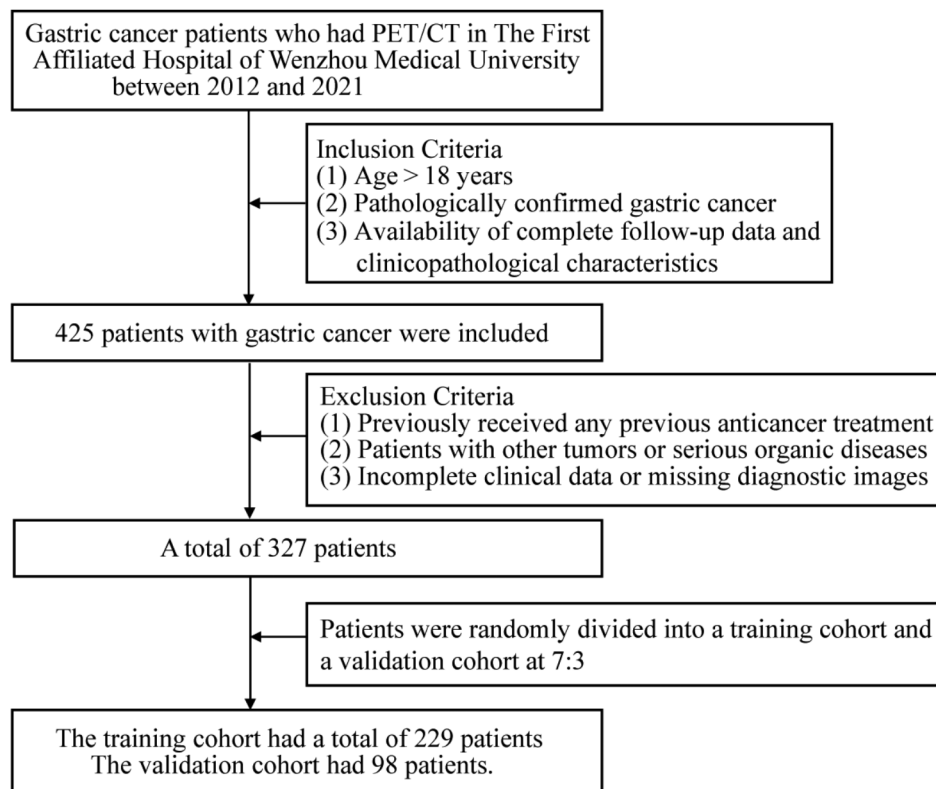 Gastric cancer patients who had PET/CT in The First
Affiliated Hospital of Wenzhou Medical University
between 2012 and 2021
Inclusion Criteria
(1) Age > 18 years
(2) Pathologically confirmed gastric cancer
(3) Availability of complete follow-up data and
clinicopathological characteristics
425 patients with gastric cancer were included
Exclusion Criteria
(1) Previously received any previous anticancer treatment
(2) Patients with other tumors or serious organic diseases
(3) Incomplete clinical data or missing diagnostic images
A total of 327 patients
Patients were randomly divided into a training cohort and
a validation cohort at 7:3
The training cohort had a total of 229 patients
The validation cohort had 98 patients.